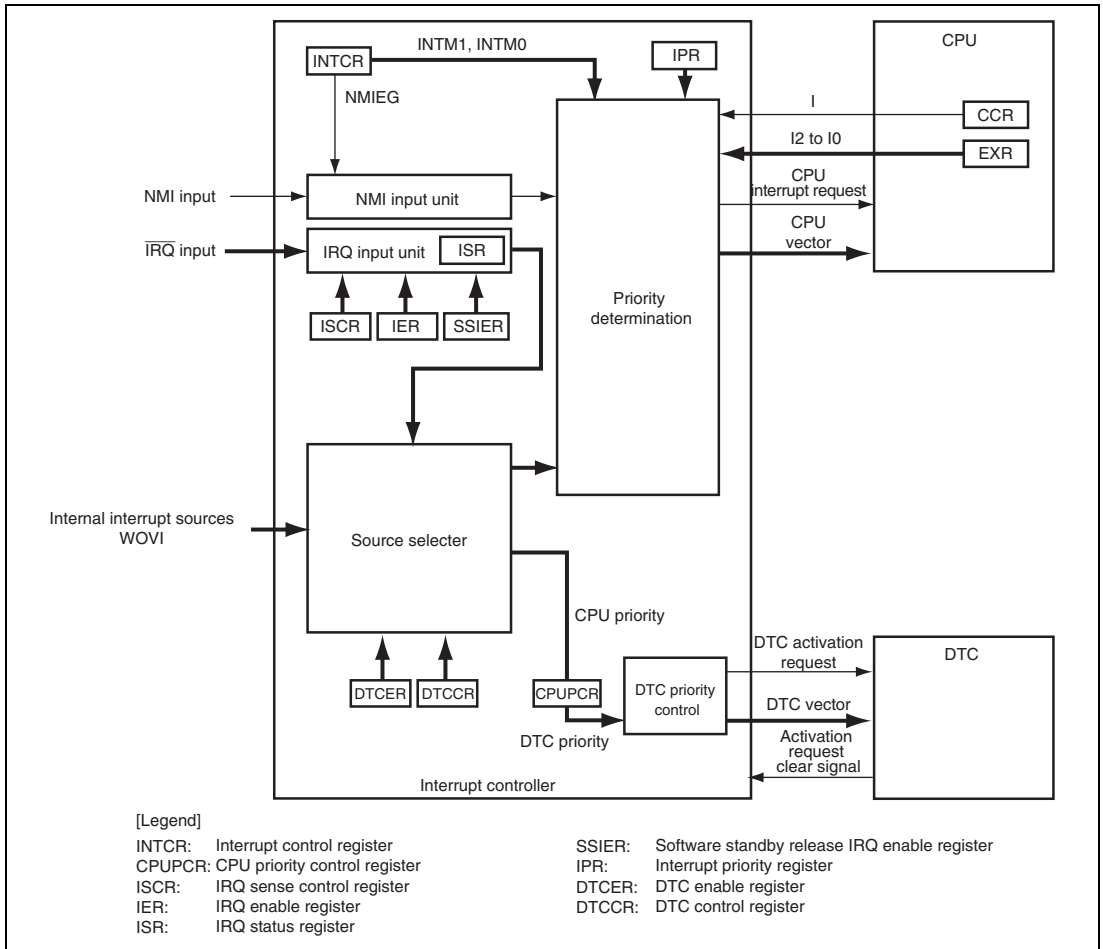 INTCR
INTM1, INTM0
IPR
CPU
NMIEG
I
CCR
I2 to I0
EXR
NMI input
NMI input unit
CPU
interrupt request
IRQ input
IRQ input unit
ISR
CPU
vector
Priority
determination
ISCR
IER
SSIER
Internal interrupt sources
WOVI
Source selecter
CPU priority
DTCER
DTCCR
CPUPCR
DTC priority
control
DTC priority
DTC activation
request
DTC
DTC vector
Activation
request
clear signal
Interrupt controller
[Legend]
INTCR: Interrupt control register
CPUPCR: CPU priority control register
ISCR: IRQ sense control register
IER: IRQ enable register
ISR: IRQ status register
SSIER: Software standby release IRQ enable register
IPR: Interrupt priority register
DTCER: DTC enable register
DTCCR: DTC control register